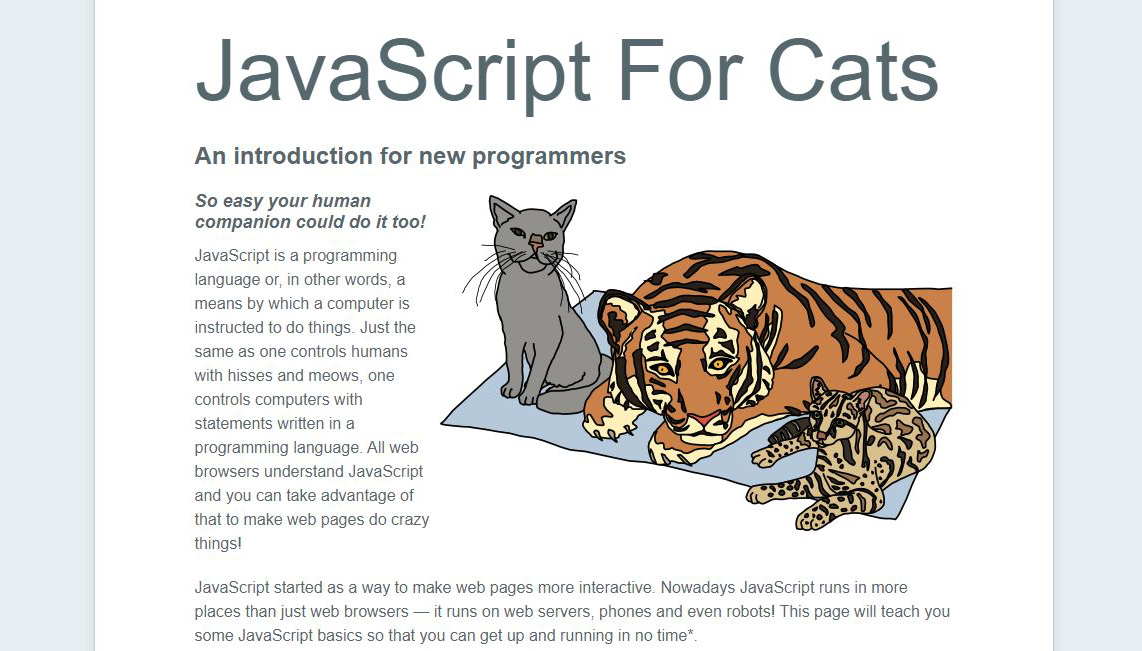 JavaScript For Cats
An introduction for new programmers
So easy your human
companion could do it too!
JavaScript is a programming
language or, in other words, a
means by which a computer is
instructed to do things. Just the
same as one controls humans
with hisses and meows, one
controls computers with
statements written in a
programming language. All web
browsers understand JavaScript
and you can take advantage of
that to make web pages do crazy
things!
JavaScript started as a way to make web pages more interactive. Nowadays JavaScript runs in more
places than just web browsers — it runs on web servers, phones and even robots! This page will teach you
some JavaScript basics so that you can get up and running in no time*.